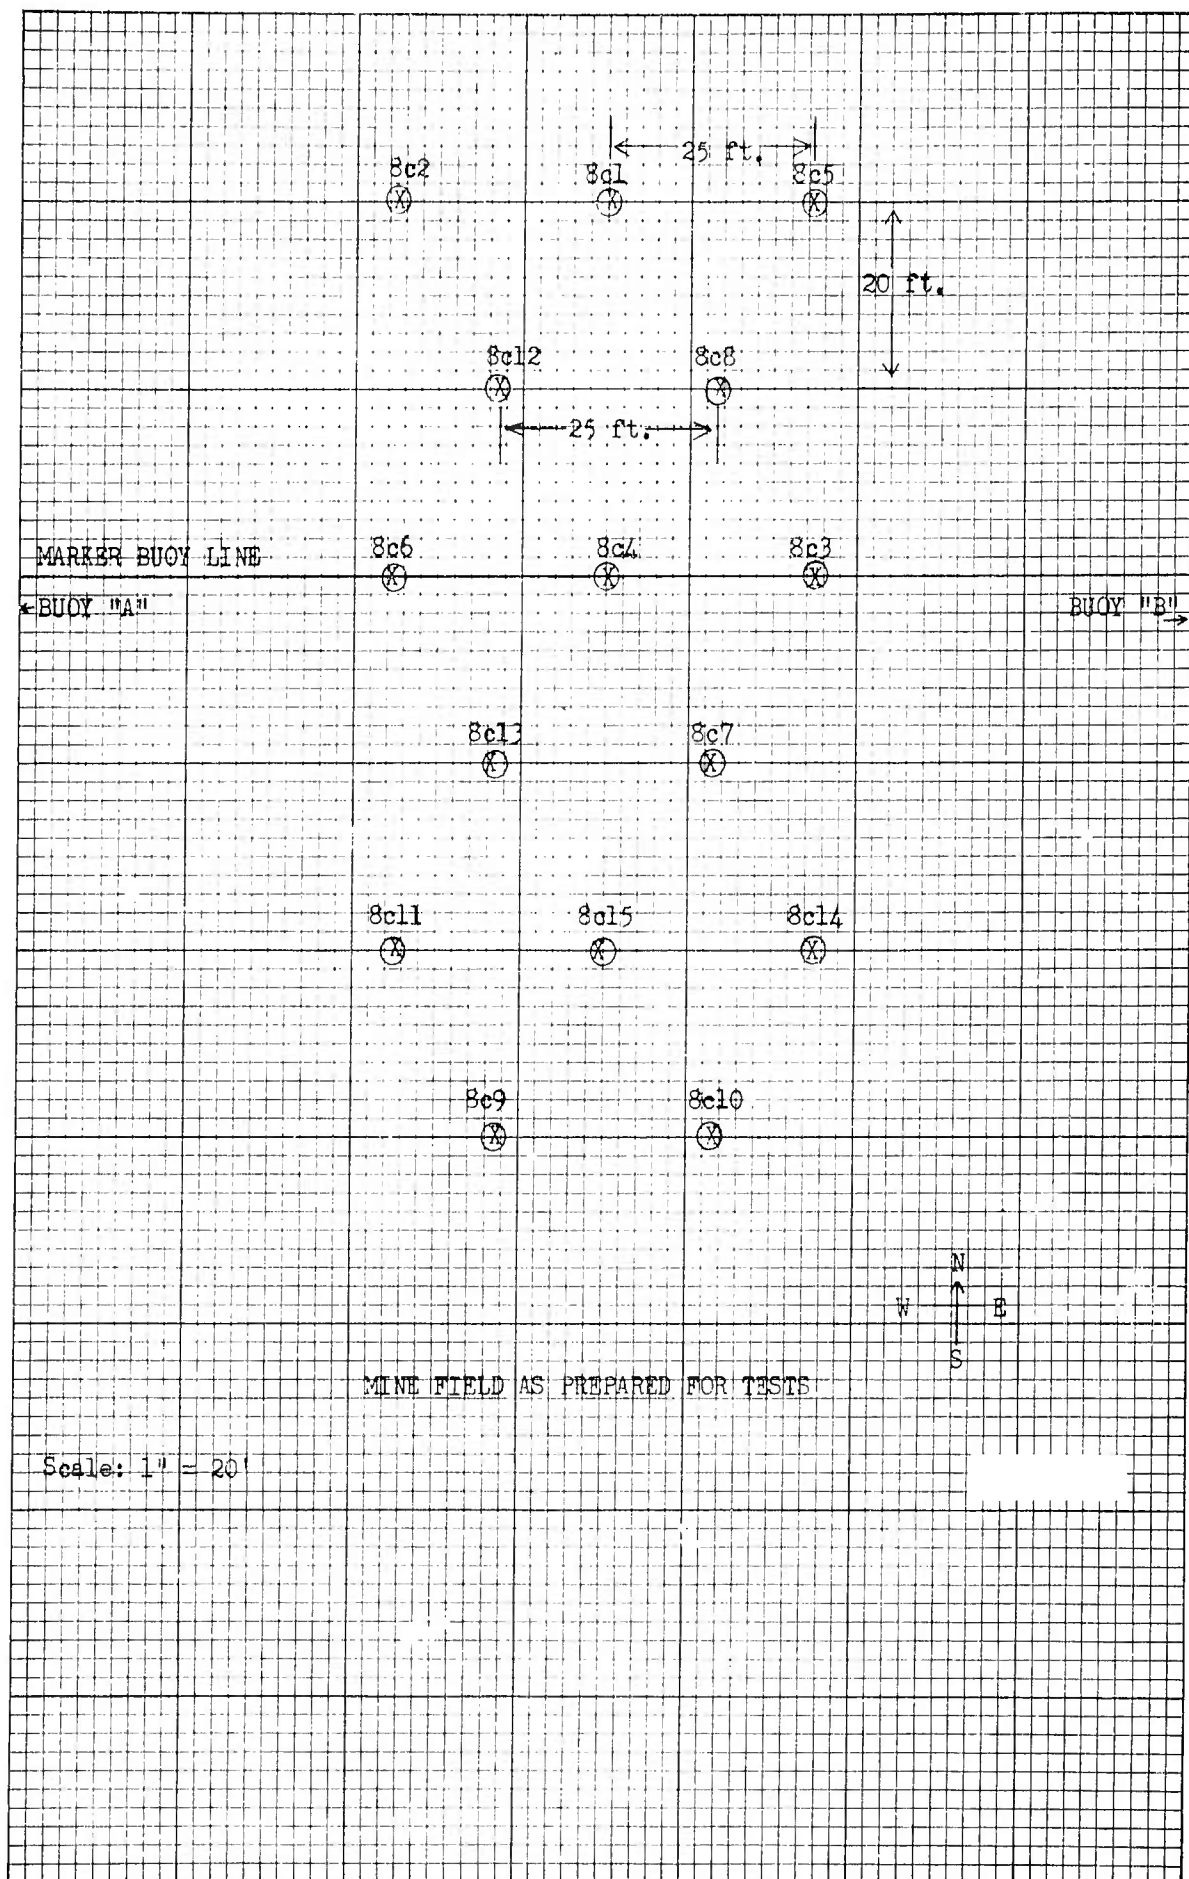 25 ft.
8c2 8c1 8c5
20 ft.
8c12 8c8
25 ft.
MARKER BUOY LINE
8c6 8c4 8c3
BUOY "A"
BUOY "B"
8c13 8c7
8c11 8c15 8c14
8c9 8c10
N
W E
S
MINE FIELD AS PREPARED FOR TESTS
Scale: 1" = 20'